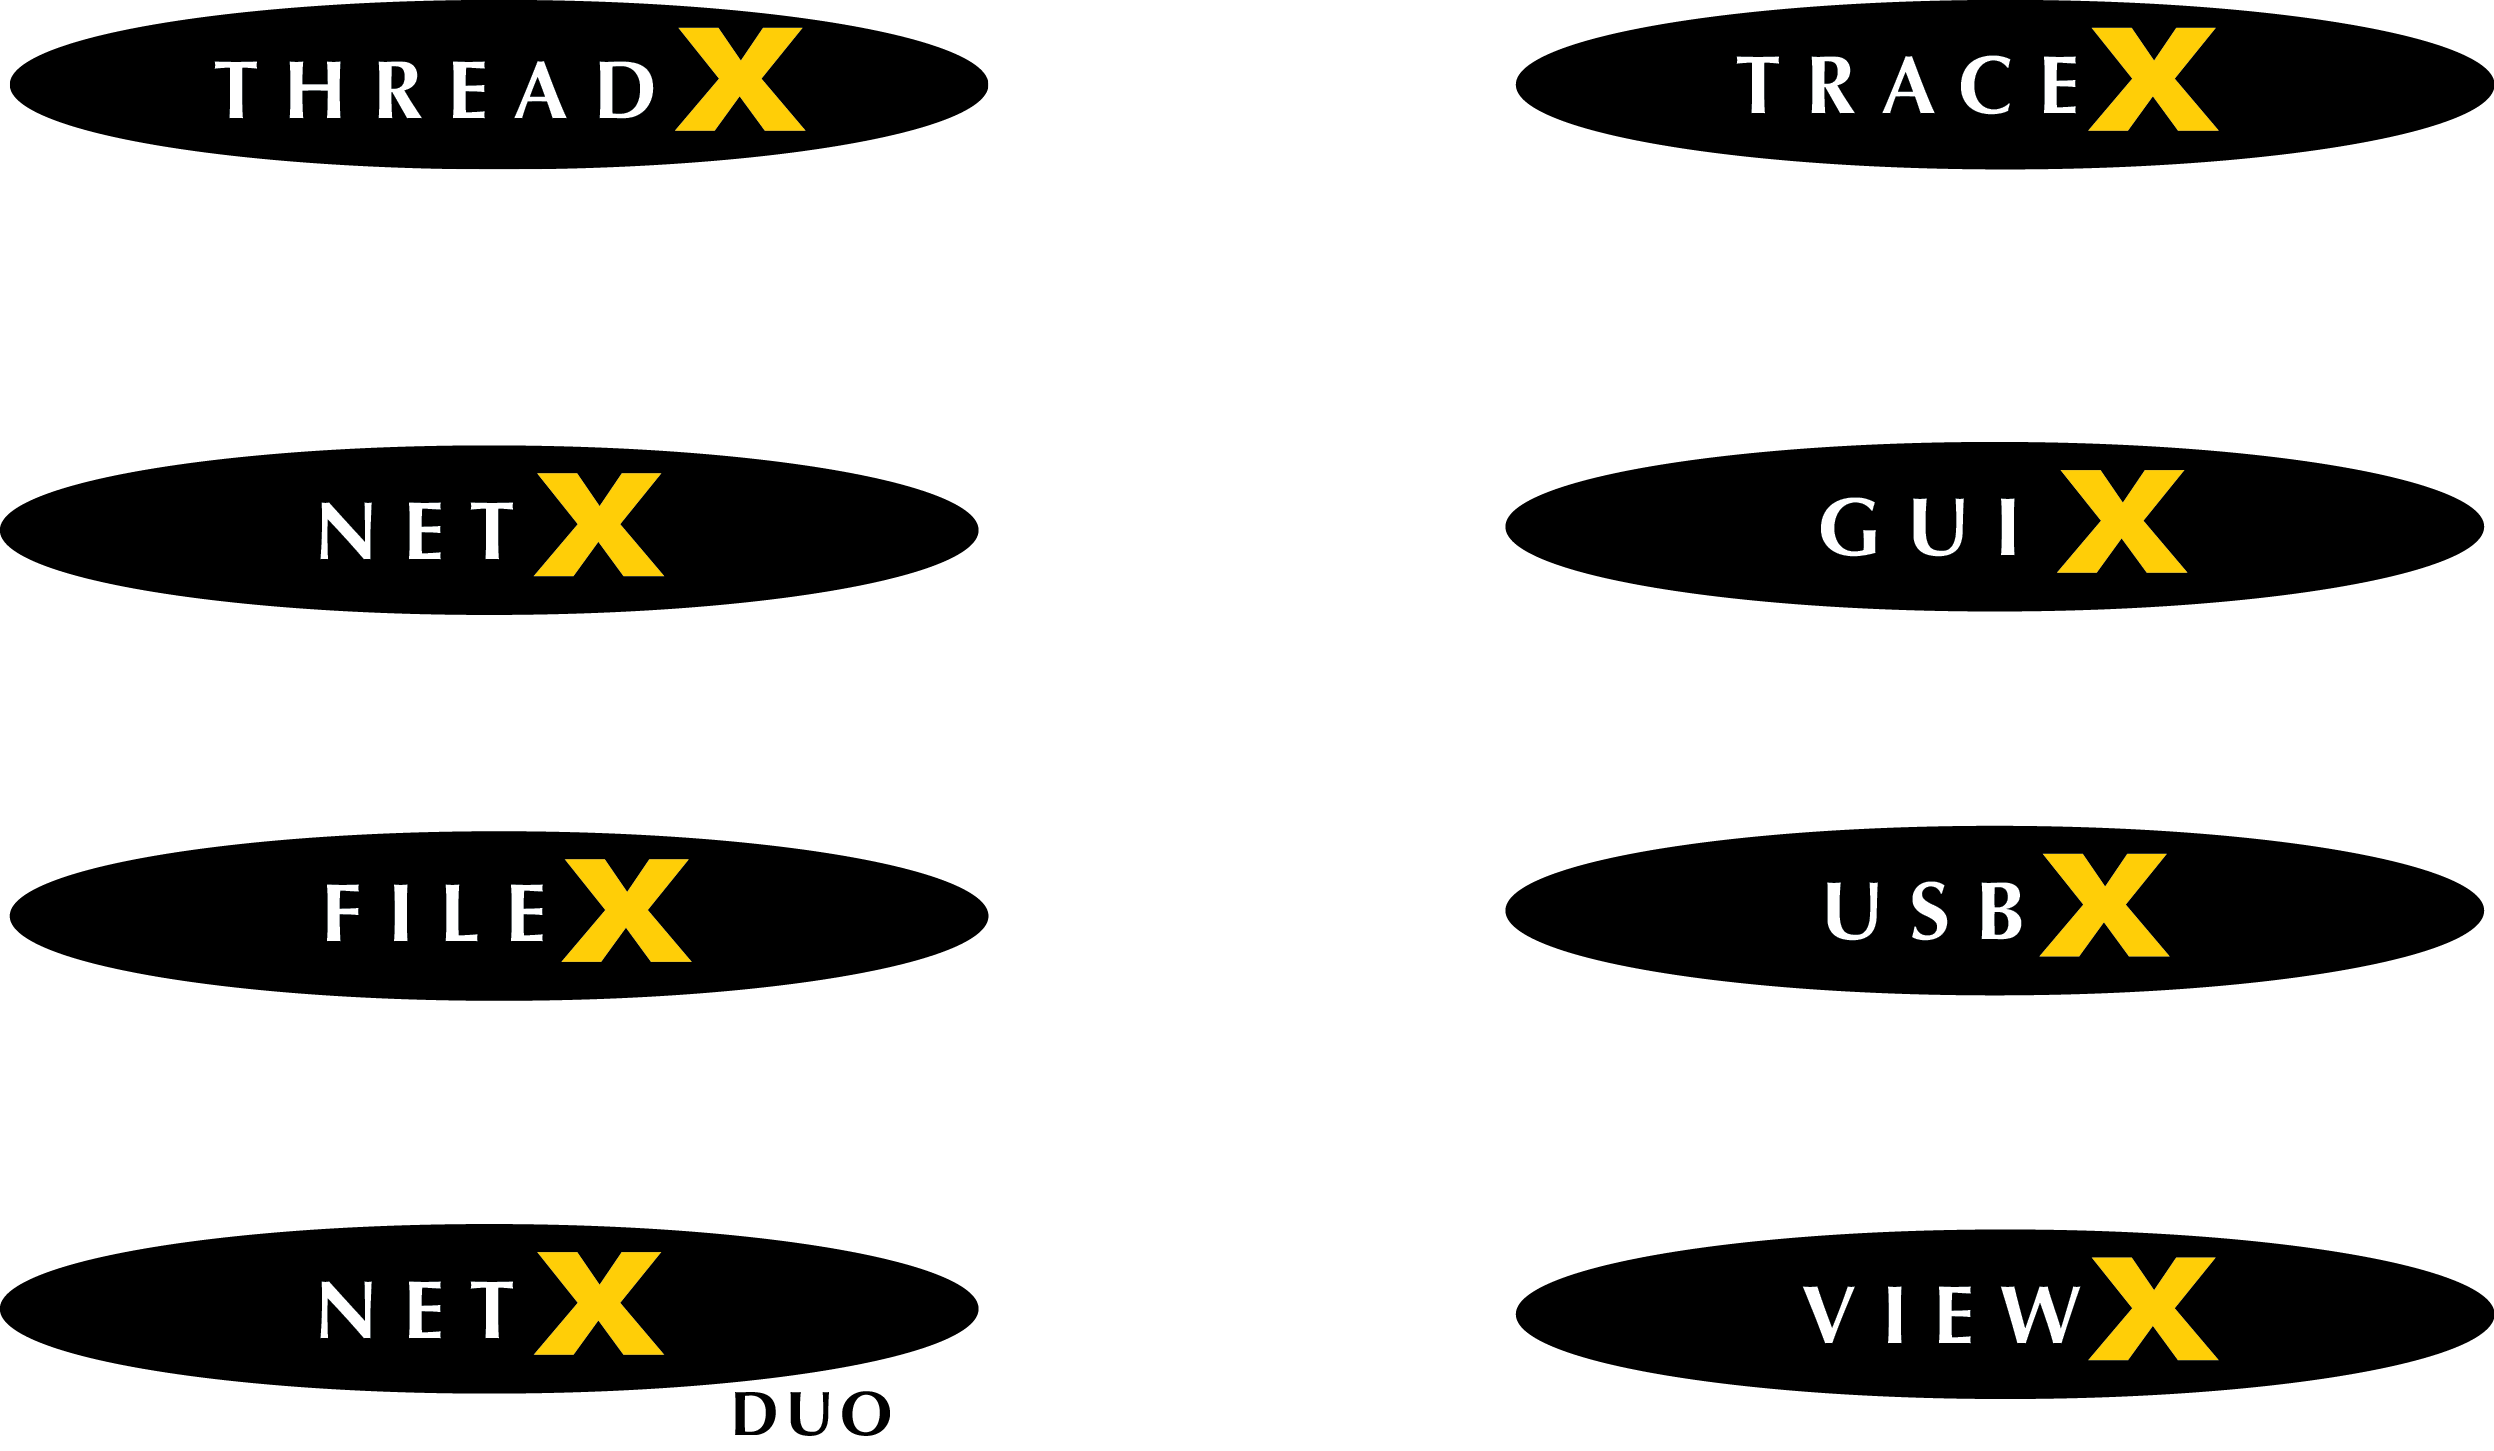 THREADX
TRACEX
NETX
GUIX
FILEX
USBX
NETX
DUO
VIEWX